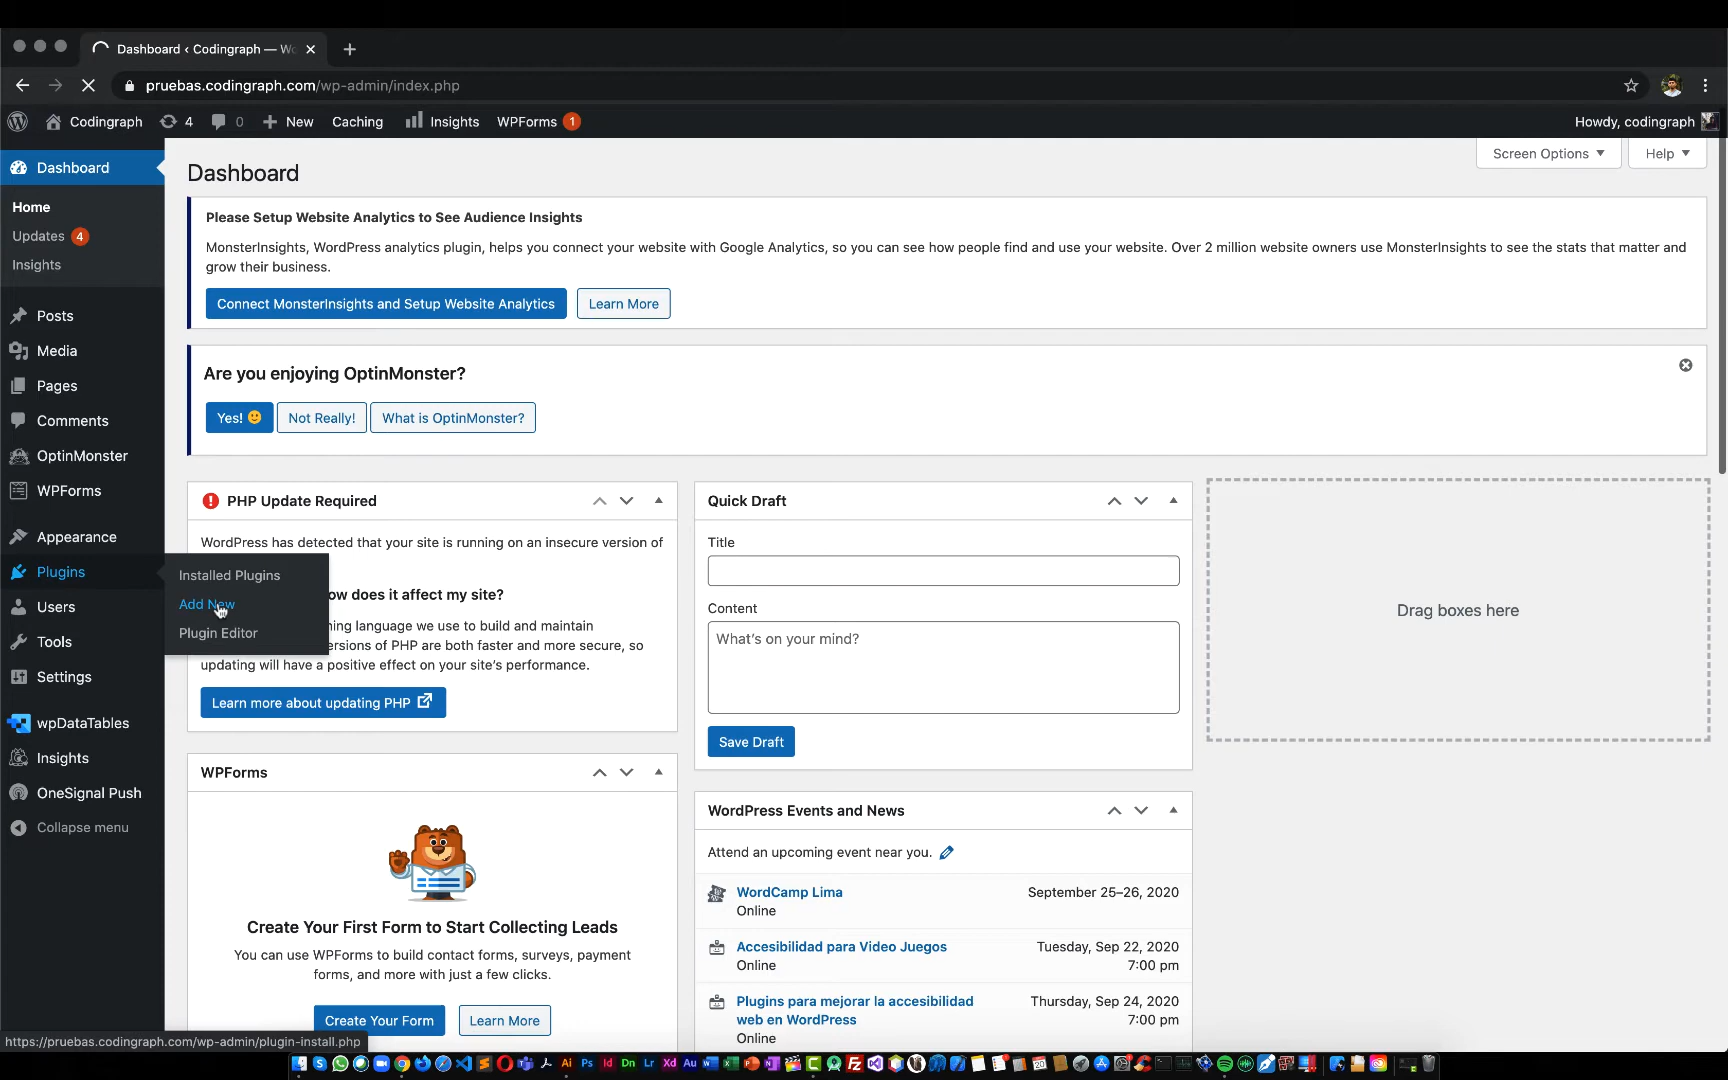 Dashboard ‹ Codingraph — Wo
pruebas.codingraph.com/wp-admin/index.php
Codingraph 4 0 New Caching Insights WPForms 1
Howdy, codingraph
Dashboard
Home
Updates 4
Insights
Posts
Media
Pages
Comments
OptinMonster
WPForms
Appearance
Plugins
Users
Tools
Settings
wpDataTables
Insights
OneSignal Push
Collapse menu
Installed Plugins
Add New
Plugin Editor
Screen Options
Help
Dashboard
Please Setup Website Analytics to See Audience Insights
MonsterInsights, WordPress analytics plugin, helps you connect your website with Google Analytics, so you can see how people find and use your website. Over 2 million website owners use MonsterInsights to see the stats that matter and
grow their business.
Connect MonsterInsights and Setup Website Analytics
Learn More
Are you enjoying OptinMonster?
Yes! 🙂
Not Really!
What is OptinMonster?
PHP Update Required
WordPress has detected that your site is running on an insecure version of
ow does it affect my site?
ning language we use to build and maintain
ersions of PHP are both faster and more secure, so
updating will have a positive effect on your site's performance.
Learn more about updating PHP
WPForms
Create Your First Form to Start Collecting Leads
You can use WPForms to build contact forms, surveys, payment
forms, and more with just a few clicks.
Create Your Form
Learn More
Quick Draft
Title
Content
What's on your mind?
Save Draft
WordPress Events and News
Attend an upcoming event near you.
WordCamp Lima
Online
September 25–26, 2020
Accesibilidad para Video Juegos
Online
Tuesday, Sep 22, 2020
7:00 pm
Plugins para mejorar la accesibilidad
web en WordPress
Online
Thursday, Sep 24, 2020
7:00 pm
Drag boxes here
https://pruebas.codingraph.com/wp-admin/plugin-install.php
Ai Ps Id Dn Lr Xd Au